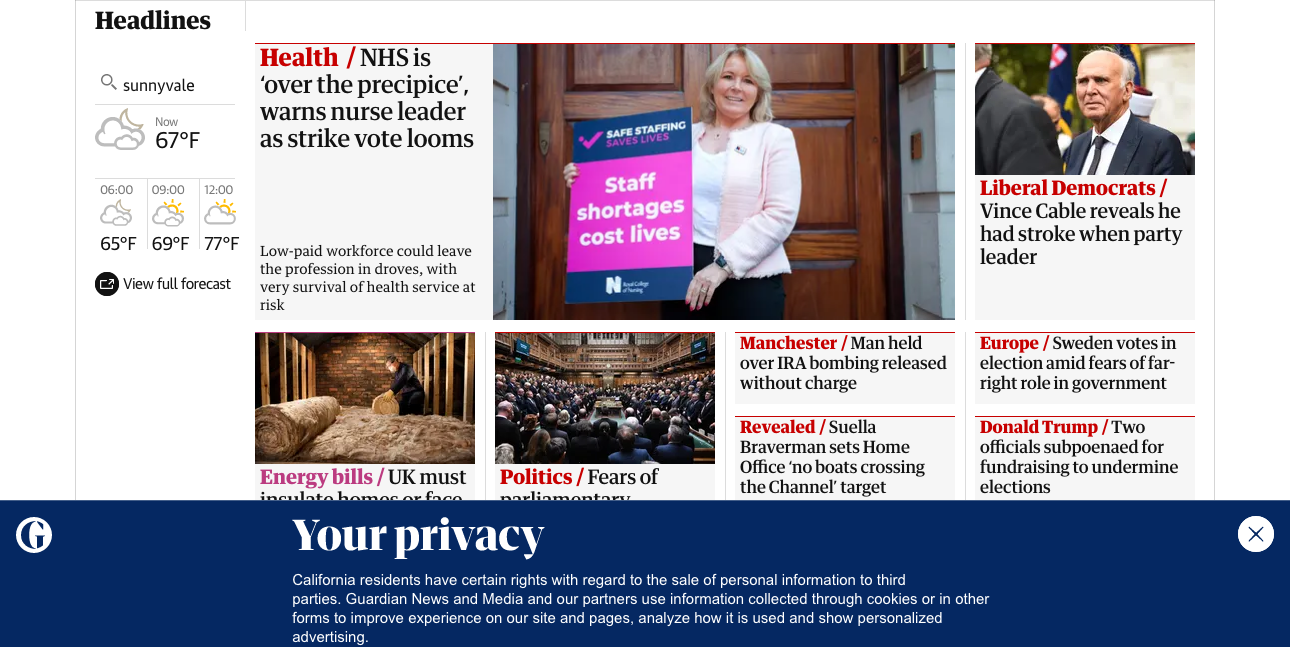 Headlines
sunnyvale
Now
67°F
06:00
09:00
12:00
65°F
69°F
77°F
View full forecast
Health / NHS is
‘over the precipice’,
warns nurse leader
as strike vote looms
Low-paid workforce could leave
the profession in droves, with
very survival of health service at
risk
SAFE STAFFING
SAVES LIVES
Staff
shortages
cost lives
Royal College
of Nursing
Liberal Democrats /
Vince Cable reveals he
had stroke when party
leader
Energy bills / UK must
insulate homes or face
Politics / Fears of
parliamentary
Manchester / Man held
over IRA bombing released
without charge
Revealed / Suella
Braverman sets Home
Office ‘no boats crossing
the Channel’ target
Europe / Sweden votes in
election amid fears of far-
right role in government
Donald Trump / Two
officials subpoenaed for
fundraising to undermine
elections
Your privacy
California residents have certain rights with regard to the sale of personal information to third
parties. Guardian News and Media and our partners use information collected through cookies or in other
forms to improve experience on our site and pages, analyze how it is used and show personalized
advertising.